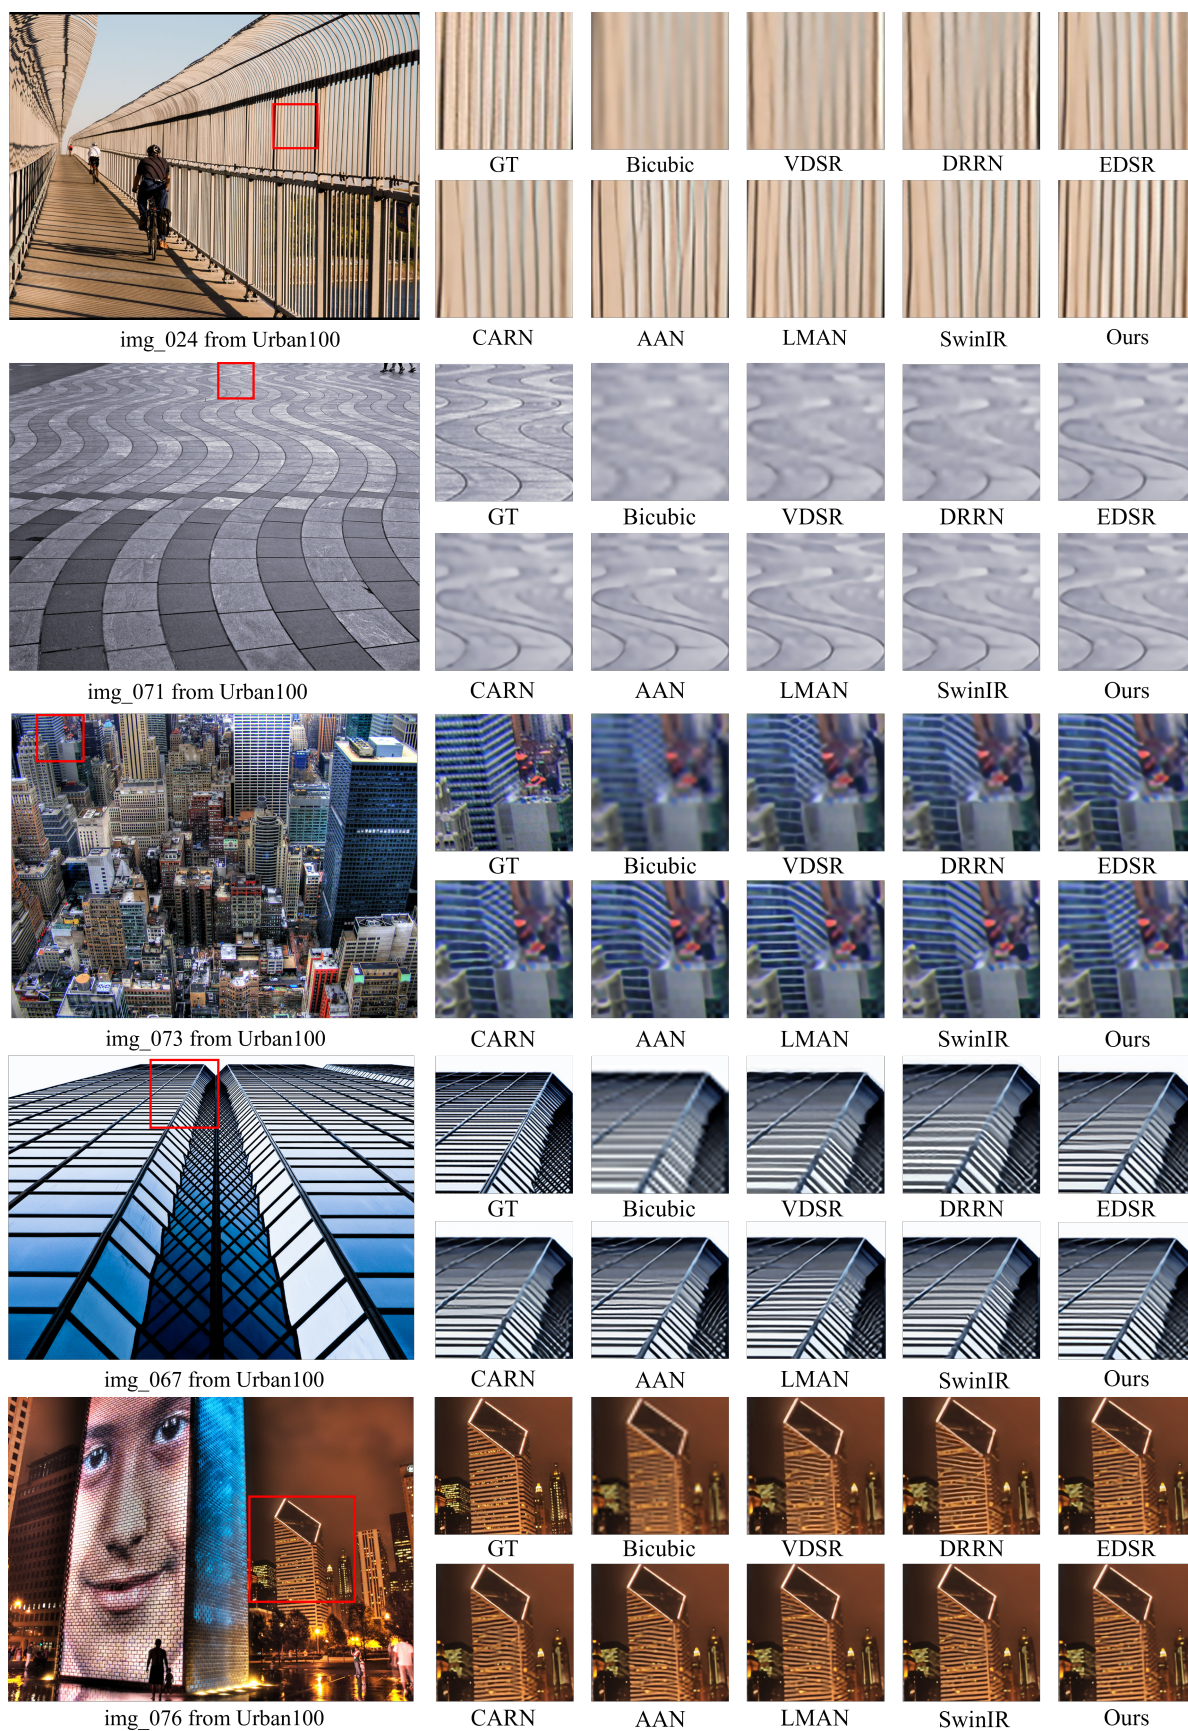 GT Bicubic VDSR DRRN EDSR
CARN AAN LMAN SwinIR Ours
img_024 from Urban100
GT Bicubic VDSR DRRN EDSR
CARN AAN LMAN SwinIR Ours
img_071 from Urban100
GT Bicubic VDSR DRRN EDSR
CARN AAN LMAN SwinIR Ours
img_073 from Urban100
GT Bicubic VDSR DRRN EDSR
CARN AAN LMAN SwinIR Ours
img_067 from Urban100
GT Bicubic VDSR DRRN EDSR
CARN AAN LMAN SwinIR Ours
img_076 from Urban100